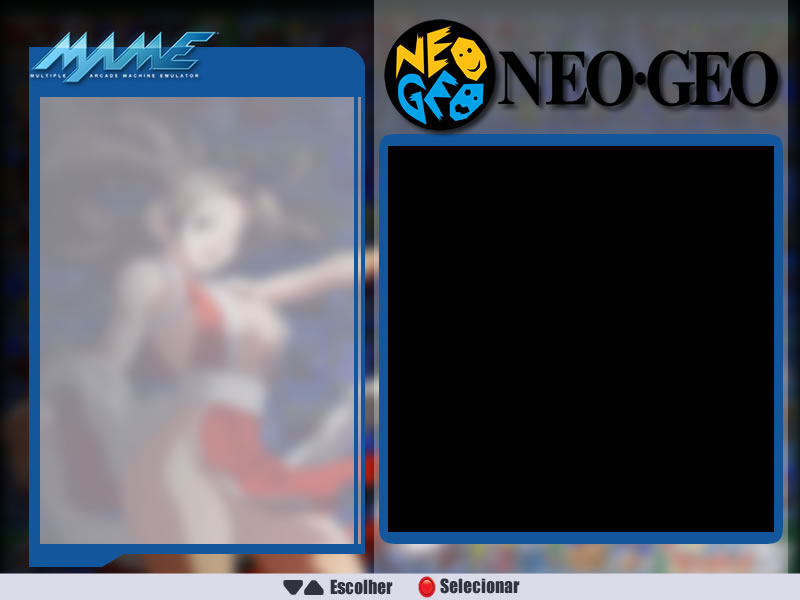 MAME
MULTIPLE ARCADE MACHINE EMULATOR
NEO
GEO
NEO·GEO
Escolher
Selecionar